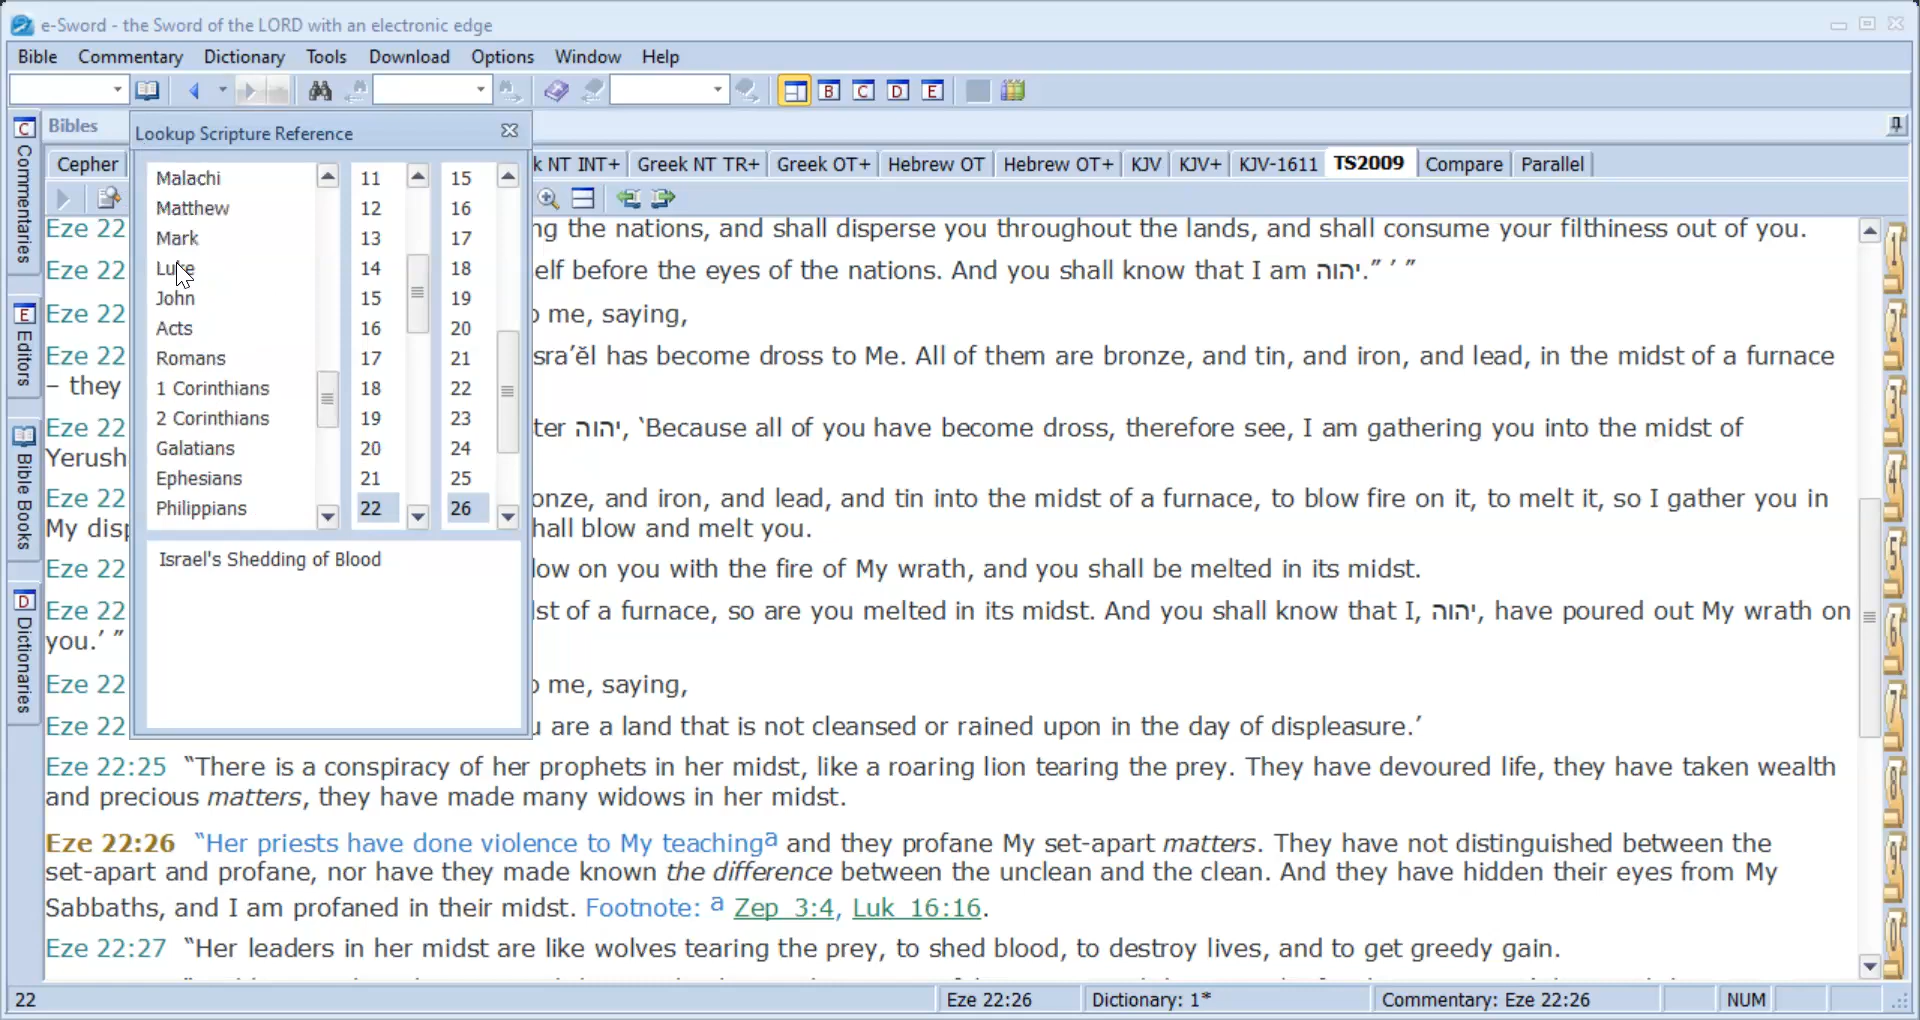 e-Sword - the Sword of the LORD with an electronic edge
Bible Commentary Dictionary Tools Download Options Window Help
B C D E
Bibles
Lookup Scripture Reference
Cepher
k NT INT+ Greek NT TR+ Greek OT+ Hebrew OT Hebrew OT+ KJV KJV+ KJV-1611 TS2009 Compare Parallel
C Commentaries
E Editors
Bible Books
D Dictionaries
Malachi 11 15
Matthew 12 16
Mark 13 17
Luke 14 18
John 15 19
Acts 16 20
Romans 17 21
1 Corinthians 18 22
2 Corinthians 19 23
Galatians 20 24
Ephesians 21 25
Philippians 22 26
Israel's Shedding of Blood
Eze 22 ng the nations, and shall disperse you throughout the lands, and shall consume your filthiness out of you.
Eze 22 elf before the eyes of the nations. And you shall know that I am יהוה.” ’ ”
Eze 22 o me, saying,
Eze 22 sra’ĕl has become dross to Me. All of them are bronze, and tin, and iron, and lead, in the midst of a furnace
– they
Eze 22 ter יהוה, ‘Because all of you have become dross, therefore see, I am gathering you into the midst of
Yerush
Eze 22 onze, and iron, and lead, and tin into the midst of a furnace, to blow fire on it, to melt it, so I gather you in
My disp hall blow and melt you.
Eze 22 low on you with the fire of My wrath, and you shall be melted in its midst.
Eze 22 dst of a furnace, so are you melted in its midst. And you shall know that I, יהוה, have poured out My wrath on
you.’ ”
Eze 22 o me, saying,
Eze 22 u are a land that is not cleansed or rained upon in the day of displeasure.’
Eze 22:25 “There is a conspiracy of her prophets in her midst, like a roaring lion tearing the prey. They have devoured life, they have taken wealth
and precious matters, they have made many widows in her midst.
Eze 22:26 “Her priests have done violence to My teachinga and they profane My set-apart matters. They have not distinguished between the
set-apart and profane, nor have they made known the difference between the unclean and the clean. And they have hidden their eyes from My
Sabbaths, and I am profaned in their midst. Footnote: a Zep 3:4, Luk 16:16.
Eze 22:27 “Her leaders in her midst are like wolves tearing the prey, to shed blood, to destroy lives, and to get greedy gain.
1
2
3
4
5
6
7
8
9
0
22 Eze 22:26 Dictionary: 1* Commentary: Eze 22:26 NUM